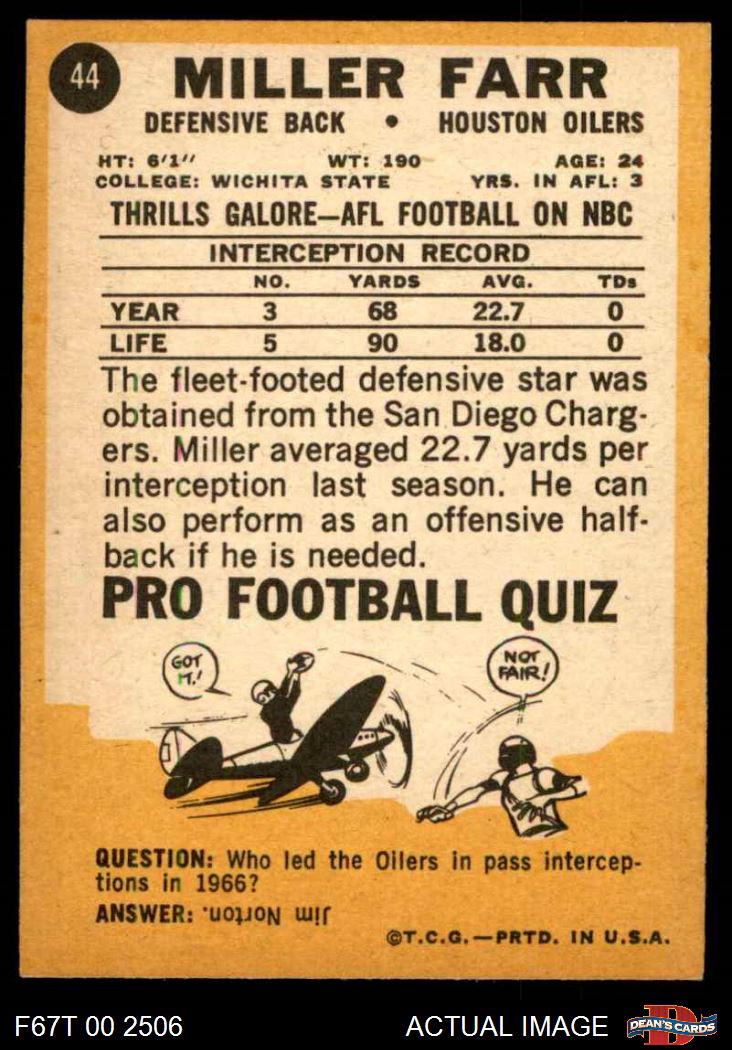 44
MILLER FARR
DEFENSIVE BACK • HOUSTON OILERS
HT: 6'1" WT: 190 AGE: 24
COLLEGE: WICHITA STATE YRS. IN AFL: 3
THRILLS GALORE—AFL FOOTBALL ON NBC
INTERCEPTION RECORD
NO. YARDS AVG. TDs
YEAR 3 68 22.7 0
LIFE 5 90 18.0 0
The fleet-footed defensive star was
obtained from the San Diego Charg-
ers. Miller averaged 22.7 yards per
interception last season. He can
also perform as an offensive half-
back if he is needed.
PRO FOOTBALL QUIZ
GOT
IT!
NOT
FAIR!
QUESTION: Who led the Oilers in pass intercep-
tions in 1966?
ANSWER: Jim Norton.
©T.C.G.—PRTD. IN U.S.A.
F67T 00 2506 ACTUAL IMAGE
D
DEAN'S CARDS